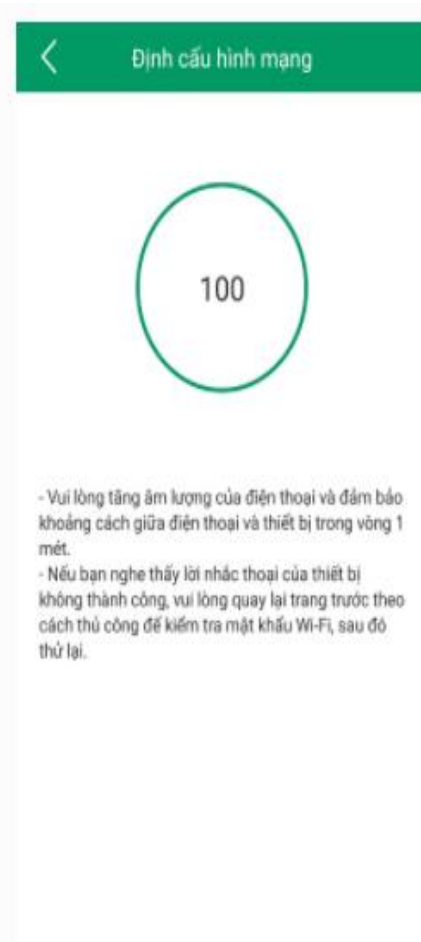 Định cấu hình mạng
100
- Vui lòng tăng âm lượng của điện thoại và đảm bảo
khoảng cách giữa điện thoại và thiết bị trong vòng 1
mét.
- Nếu bạn nghe thấy lời nhắc thoại của thiết bị
không thành công, vui lòng quay lại trang trước theo
cách thủ công để kiểm tra mật khẩu Wi-Fi, sau đó
thử lại.